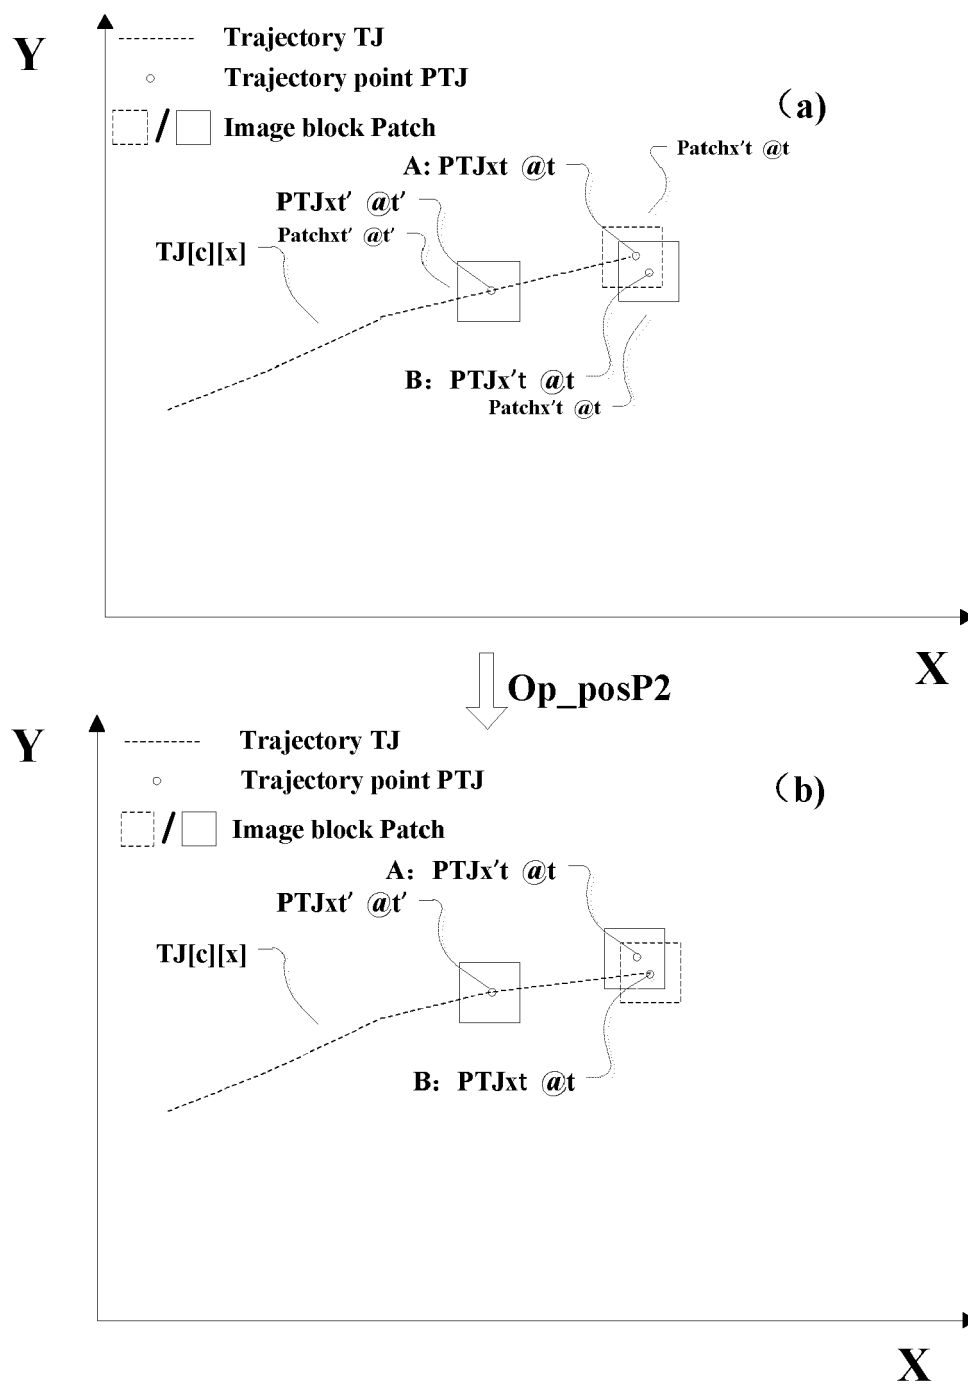 Y
Trajectory TJ
Trajectory point PTJ
/ Image block Patch
（a)
Patchx't @t
A: PTJxt @t
PTJxt' @t'
Patchxt' @t'
TJ[c][x]
B： PTJx't @t
Patchx't @t
X
Op_posP2
Y
Trajectory TJ
Trajectory point PTJ
/ Image block Patch
（b)
A： PTJx't @t
PTJxt' @t'
TJ[c][x]
B： PTJxt @t
X